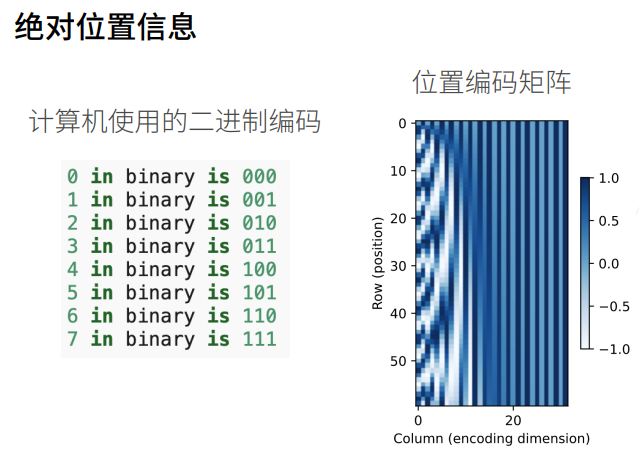 绝对位置信息
计算机使用的二进制编码
0 in binary is 000
1 in binary is 001
2 in binary is 010
3 in binary is 011
4 in binary is 100
5 in binary is 101
6 in binary is 110
7 in binary is 111
位置编码矩阵
0
10
20
30
40
50
Row (position)
0
20
Column (encoding dimension)
1.0
0.5
0.0
−0.5
−1.0